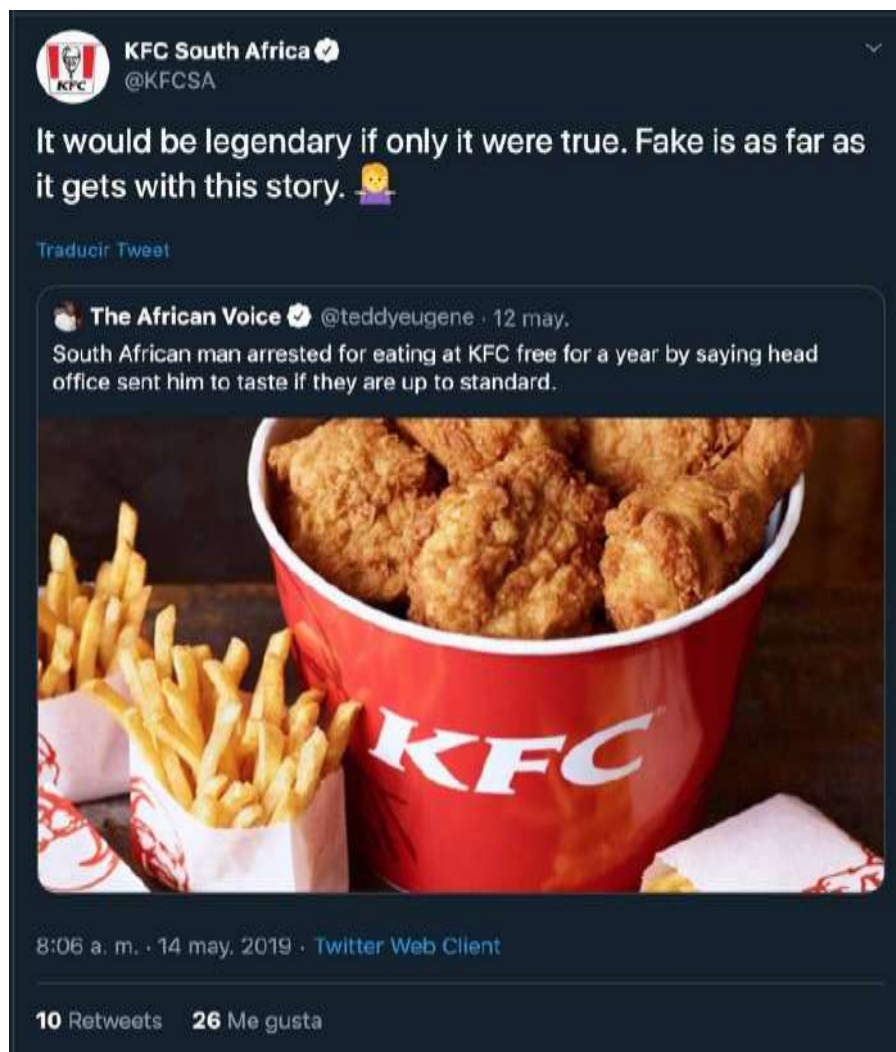 KFC South Africa
@KFCSA
KFC
It would be legendary if only it were true. Fake is as far as
it gets with this story. 🤷‍♀️
Traducir Tweet
The African Voice @teddyeugene · 12 may.
South African man arrested for eating at KFC free for a year by saying head
office sent him to taste if they are up to standard.
KFC
8:06 a. m. · 14 may. 2019 · Twitter Web Client
10 Retweets 26 Me gusta